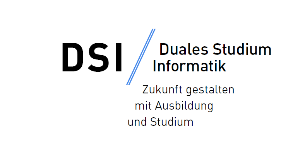 DSI
Duales Studium
Informatik
Zukunft gestalten
mit Ausbildung
und Studium